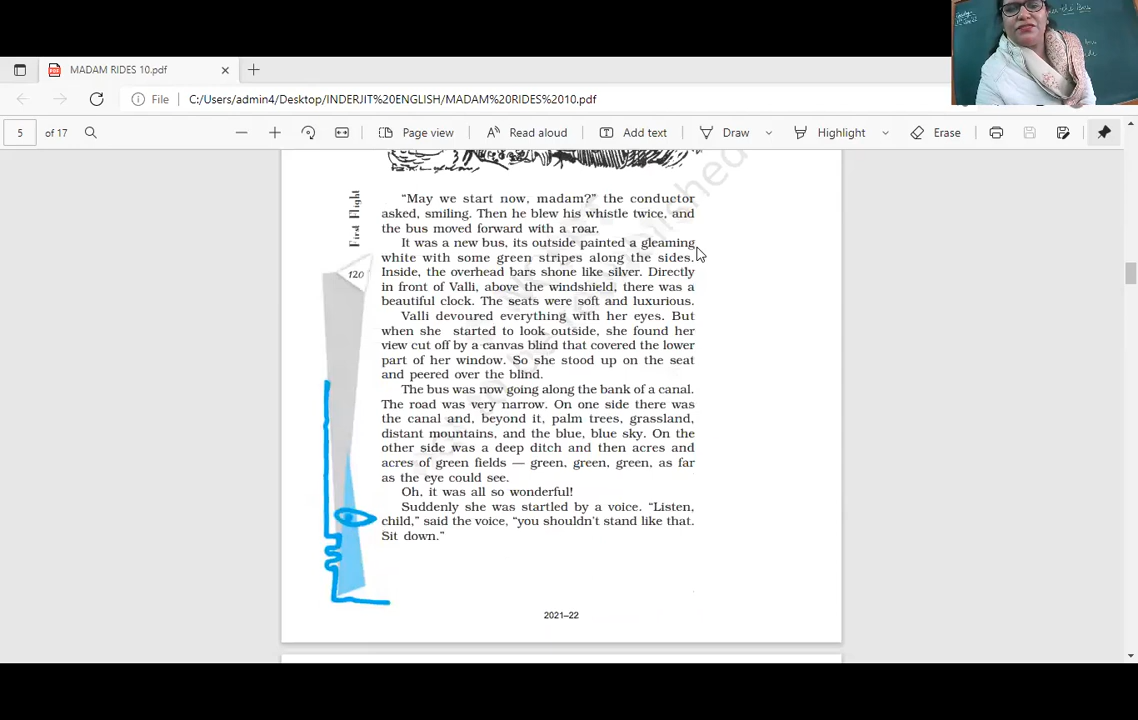 MADAM RIDES 10.pdf
File C:/Users/admin4/Desktop/INDERJIT%20ENGLISH/MADAM%20RIDES%2010.pdf
5 of 17 Page view Read aloud Add text Draw Highlight Erase
First Flight
120
“May we start now, madam?” the conductor
asked, smiling. Then he blew his whistle twice, and
the bus moved forward with a roar.
It was a new bus, its outside painted a gleaming
white with some green stripes along the sides.
Inside, the overhead bars shone like silver. Directly
in front of Valli, above the windshield, there was a
beautiful clock. The seats were soft and luxurious.
Valli devoured everything with her eyes. But
when she started to look outside, she found her
view cut off by a canvas blind that covered the lower
part of her window. So she stood up on the seat
and peered over the blind.
The bus was now going along the bank of a canal.
The road was very narrow. On one side there was
the canal and, beyond it, palm trees, grassland,
distant mountains, and the blue, blue sky. On the
other side was a deep ditch and then acres and
acres of green fields — green, green, green, as far
as the eye could see.
Oh, it was all so wonderful!
Suddenly she was startled by a voice. “Listen,
child,” said the voice, “you shouldn't stand like that.
Sit down.”
2021–22